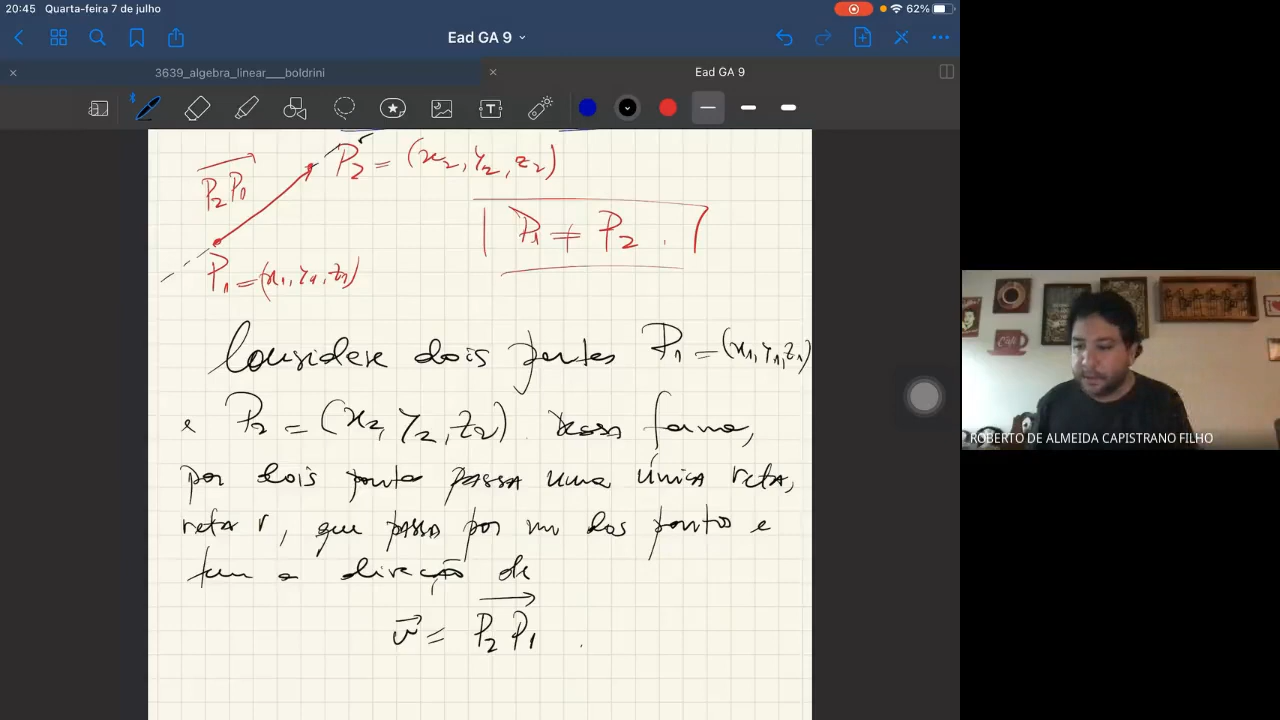 20:45 Quarta-feira 7 de julho
62%
Ead GA 9
3639_algebra_linear___boldrini
Ead GA 9
P₂P₁
P₂ = (x₂, y₂, z₂)
P₁ ≠ P₂ .
P₁ = (x₁, y₁, z₁)
Considere dois pontos P₁ = (x₁, y₁, z₁)
e P₂ = (x₂, y₂, z₂). Dessa forma,
por dois pontos passa uma única reta,
reta r, que passa por um dos pontos e
tem a direção de
v = P₂P₁ .
Café
ROBERTO DE ALMEIDA CAPISTRANO FILHO